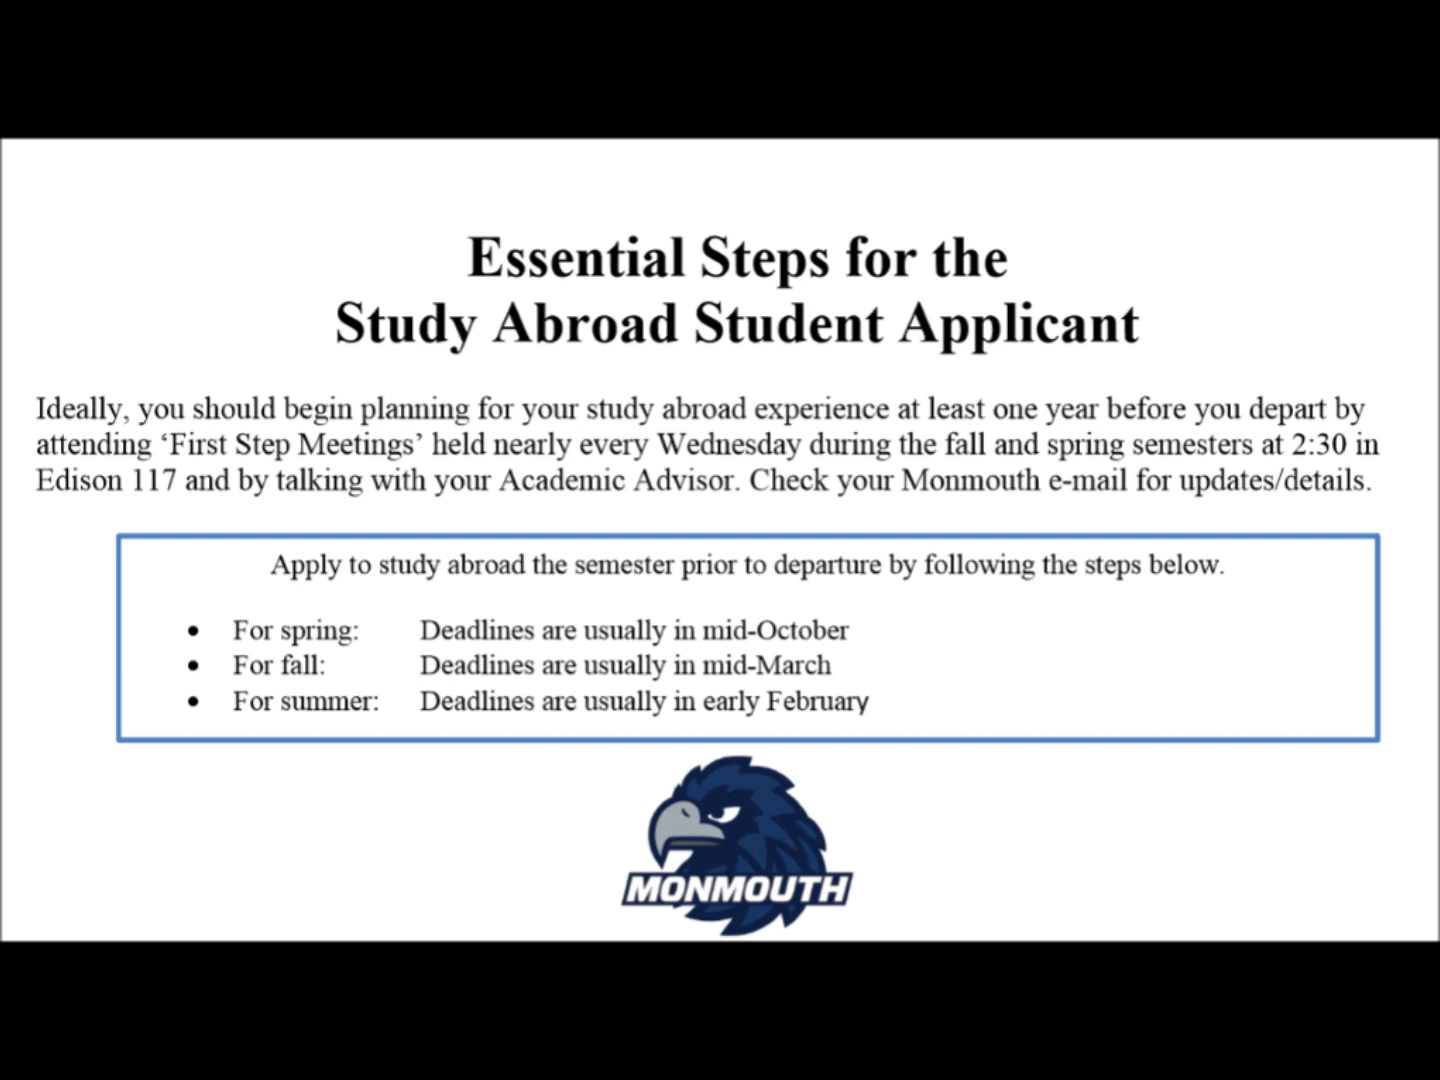 Essential Steps for the
Study Abroad Student Applicant
Ideally, you should begin planning for your study abroad experience at least one year before you depart by
attending ‘First Step Meetings’ held nearly every Wednesday during the fall and spring semesters at 2:30 in
Edison 117 and by talking with your Academic Advisor. Check your Monmouth e-mail for updates/details.
Apply to study abroad the semester prior to departure by following the steps below.
• For spring: Deadlines are usually in mid-October
• For fall: Deadlines are usually in mid-March
• For summer: Deadlines are usually in early February
MONMOUTH